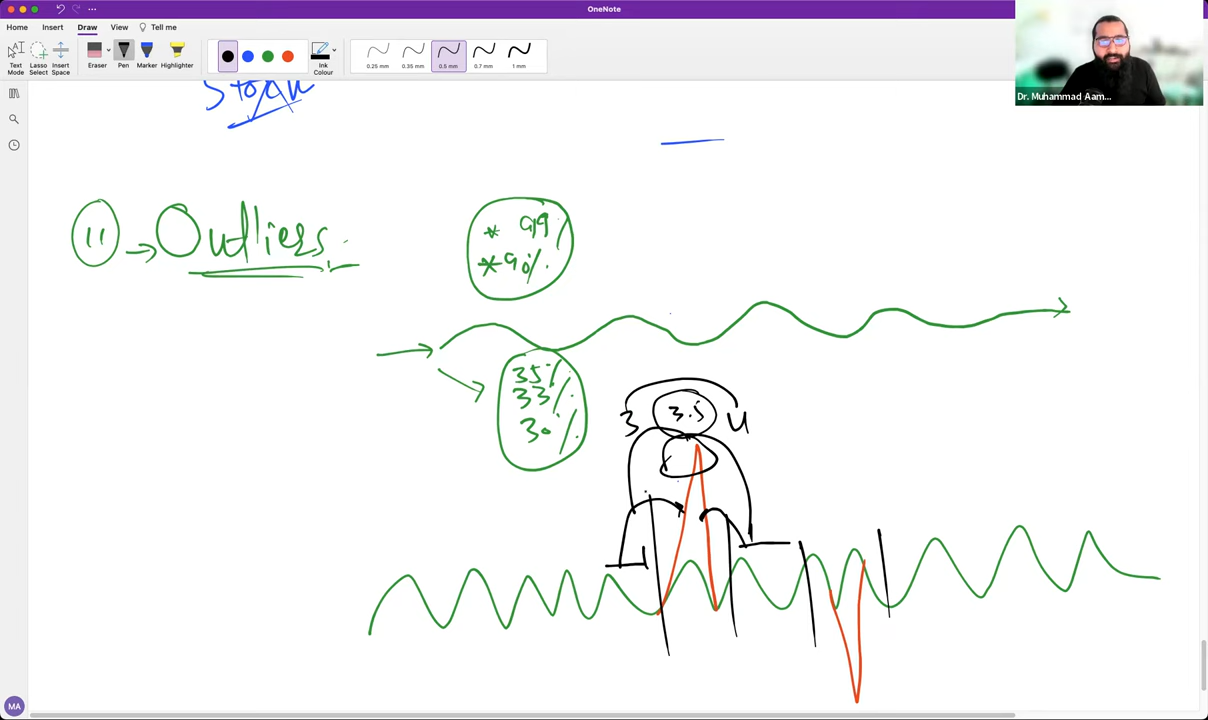 OneNote
Home Insert Draw View Tell me
Text Mode Lasso Select Insert Space Eraser Pen Marker Highlighter Ink Colour 0.25 mm 0.35 mm 0.5 mm 0.7 mm 1 mm
Dr. Muhammad Aam...
11 → Outliers
* 99%
* 90%
35%
33%
30%
3 3.5 4
MA